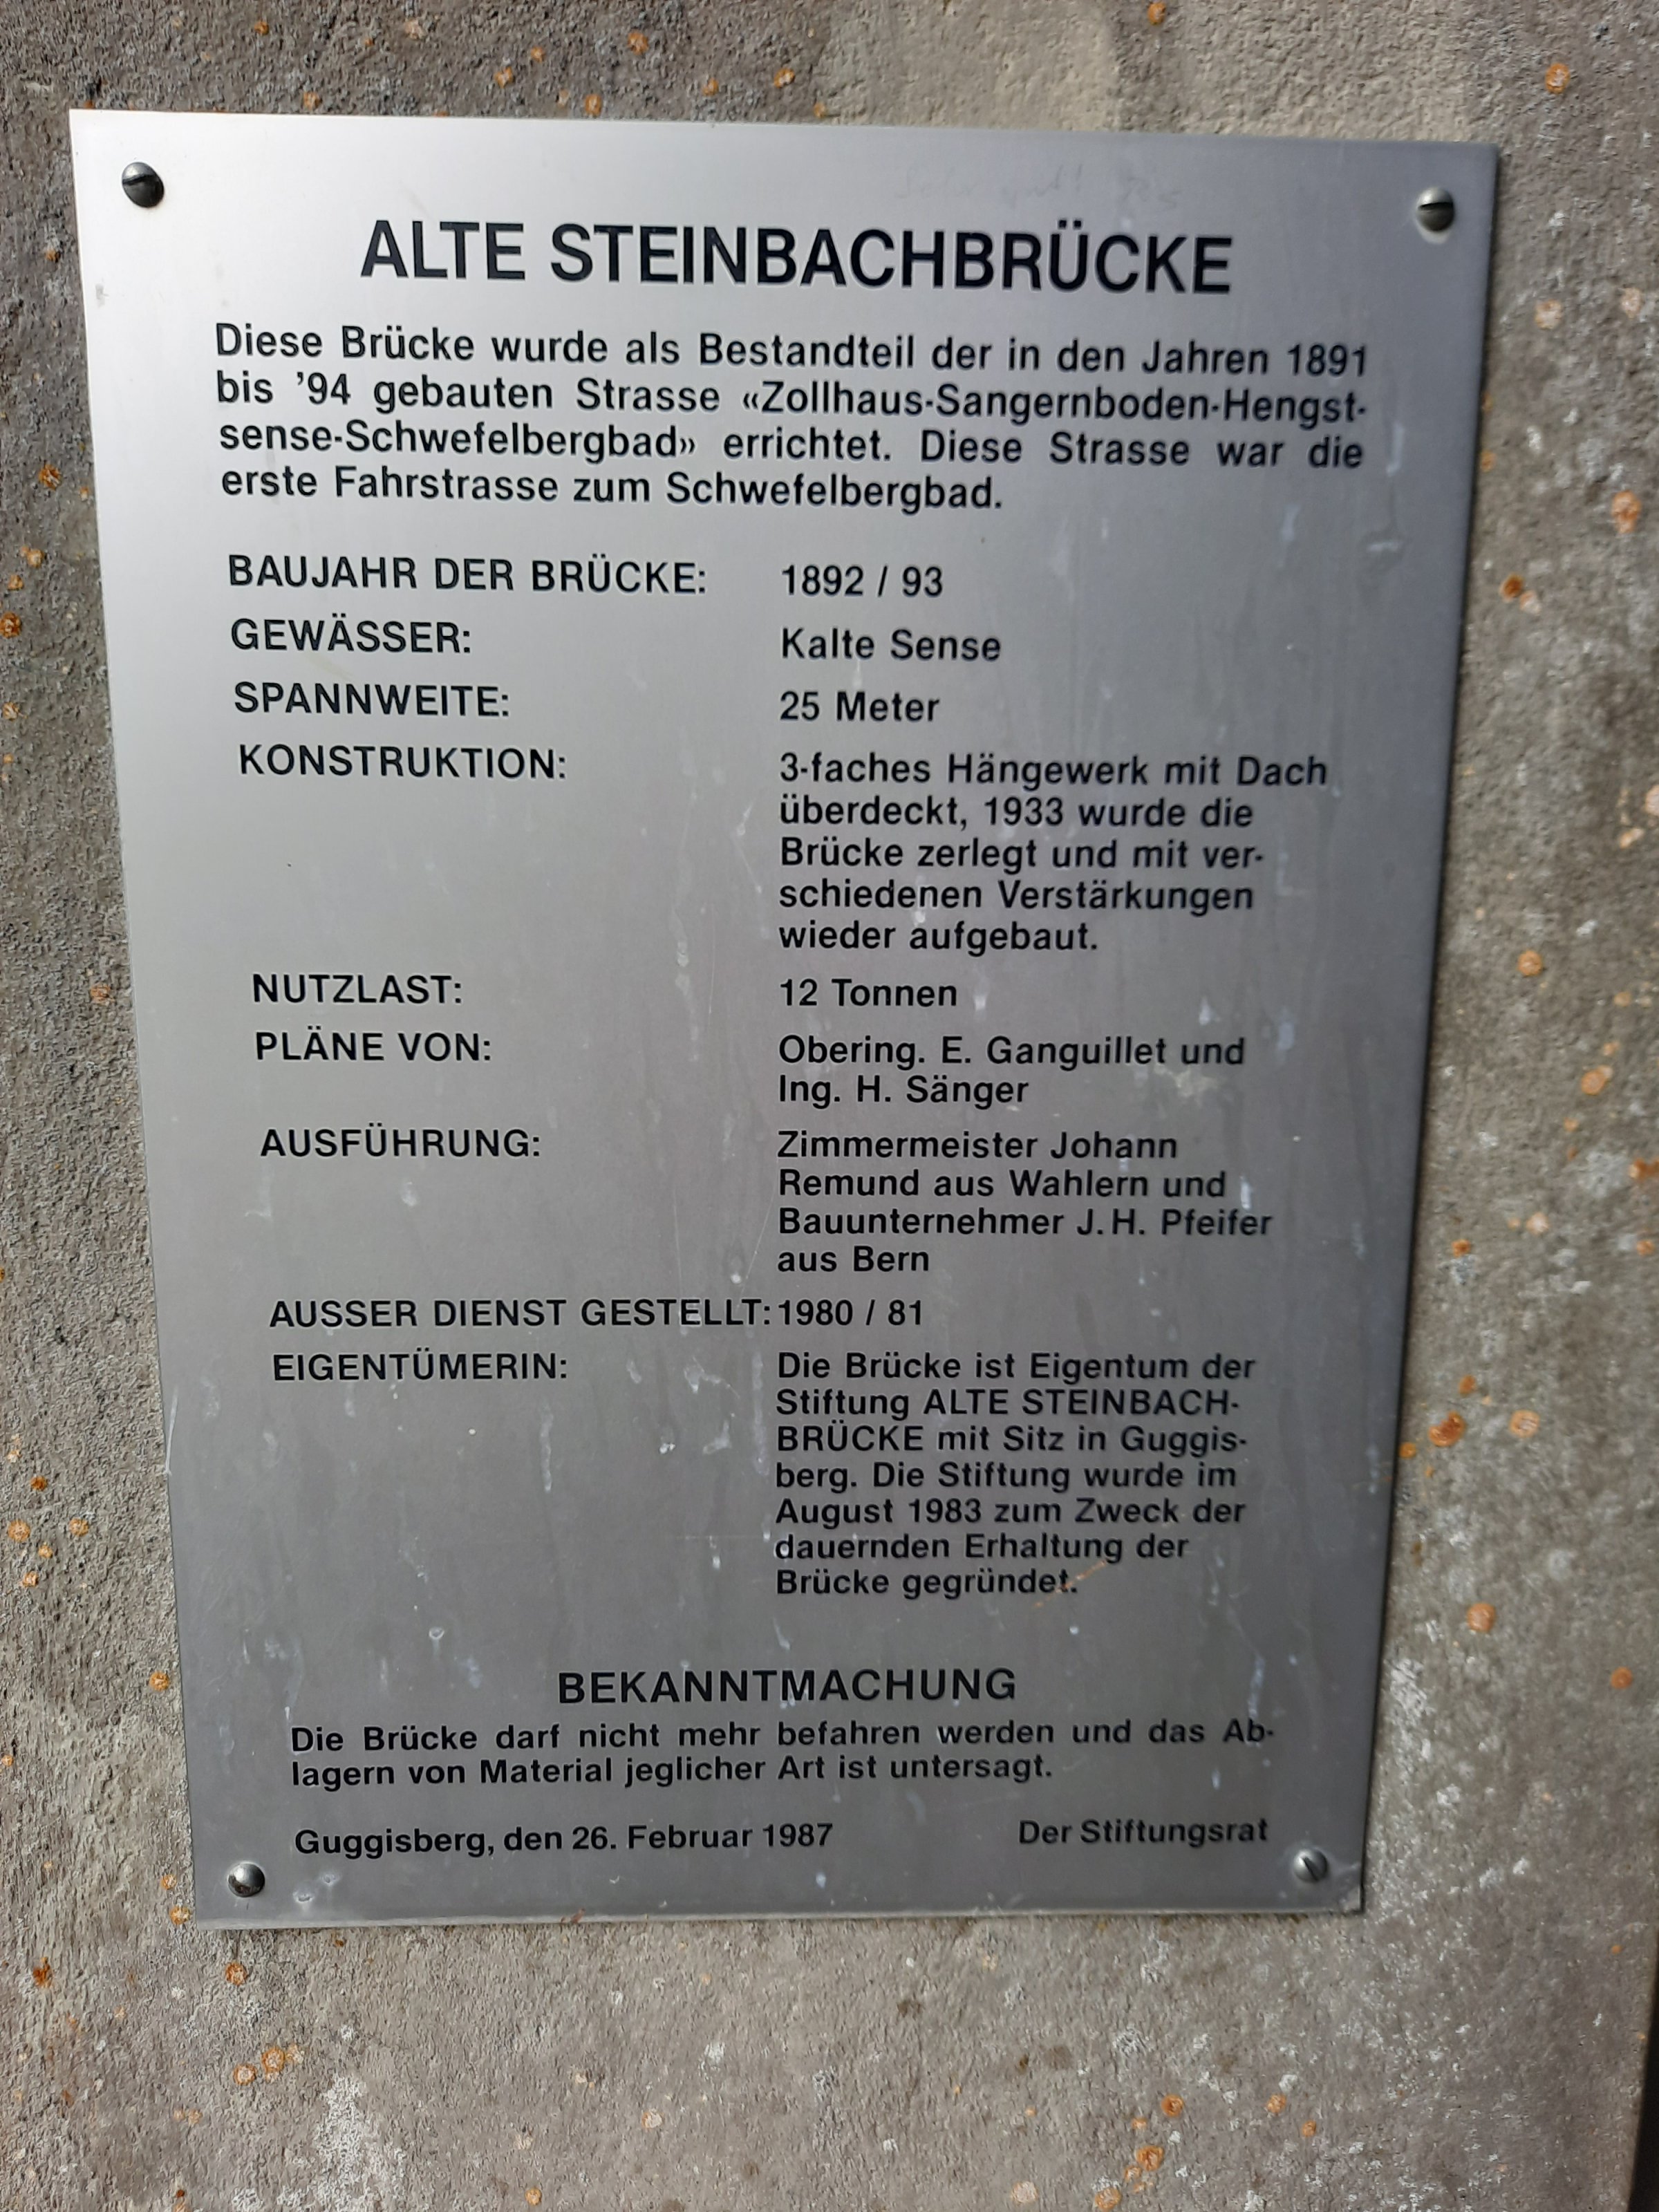 ALTE STEINBACHBRÜCKE
Diese Brücke wurde als Bestandteil der in den Jahren 1891
bis ’94 gebauten Strasse «Zollhaus-Sangernboden-Hengst-
sense-Schwefelbergbad» errichtet. Diese Strasse war die
erste Fahrstrasse zum Schwefelbergbad.
BAUJAHR DER BRÜCKE: 1892 / 93
GEWÄSSER: Kalte Sense
SPANNWEITE: 25 Meter
KONSTRUKTION: 3-faches Hängewerk mit Dach
überdeckt, 1933 wurde die
Brücke zerlegt und mit ver-
schiedenen Verstärkungen
wieder aufgebaut.
NUTZLAST: 12 Tonnen
PLÄNE VON: Obering. E. Ganguillet und
Ing. H. Sänger
AUSFÜHRUNG: Zimmermeister Johann
Remund aus Wahlern und
Bauunternehmer J. H. Pfeifer
aus Bern
AUSSER DIENST GESTELLT: 1980 / 81
EIGENTÜMERIN: Die Brücke ist Eigentum der
Stiftung ALTE STEINBACH-
BRÜCKE mit Sitz in Guggis-
berg. Die Stiftung wurde im
August 1983 zum Zweck der
dauernden Erhaltung der
Brücke gegründet.
BEKANNTMACHUNG
Die Brücke darf nicht mehr befahren werden und das Ab-
lagern von Material jeglicher Art ist untersagt.
Guggisberg, den 26. Februar 1987 Der Stiftungsrat